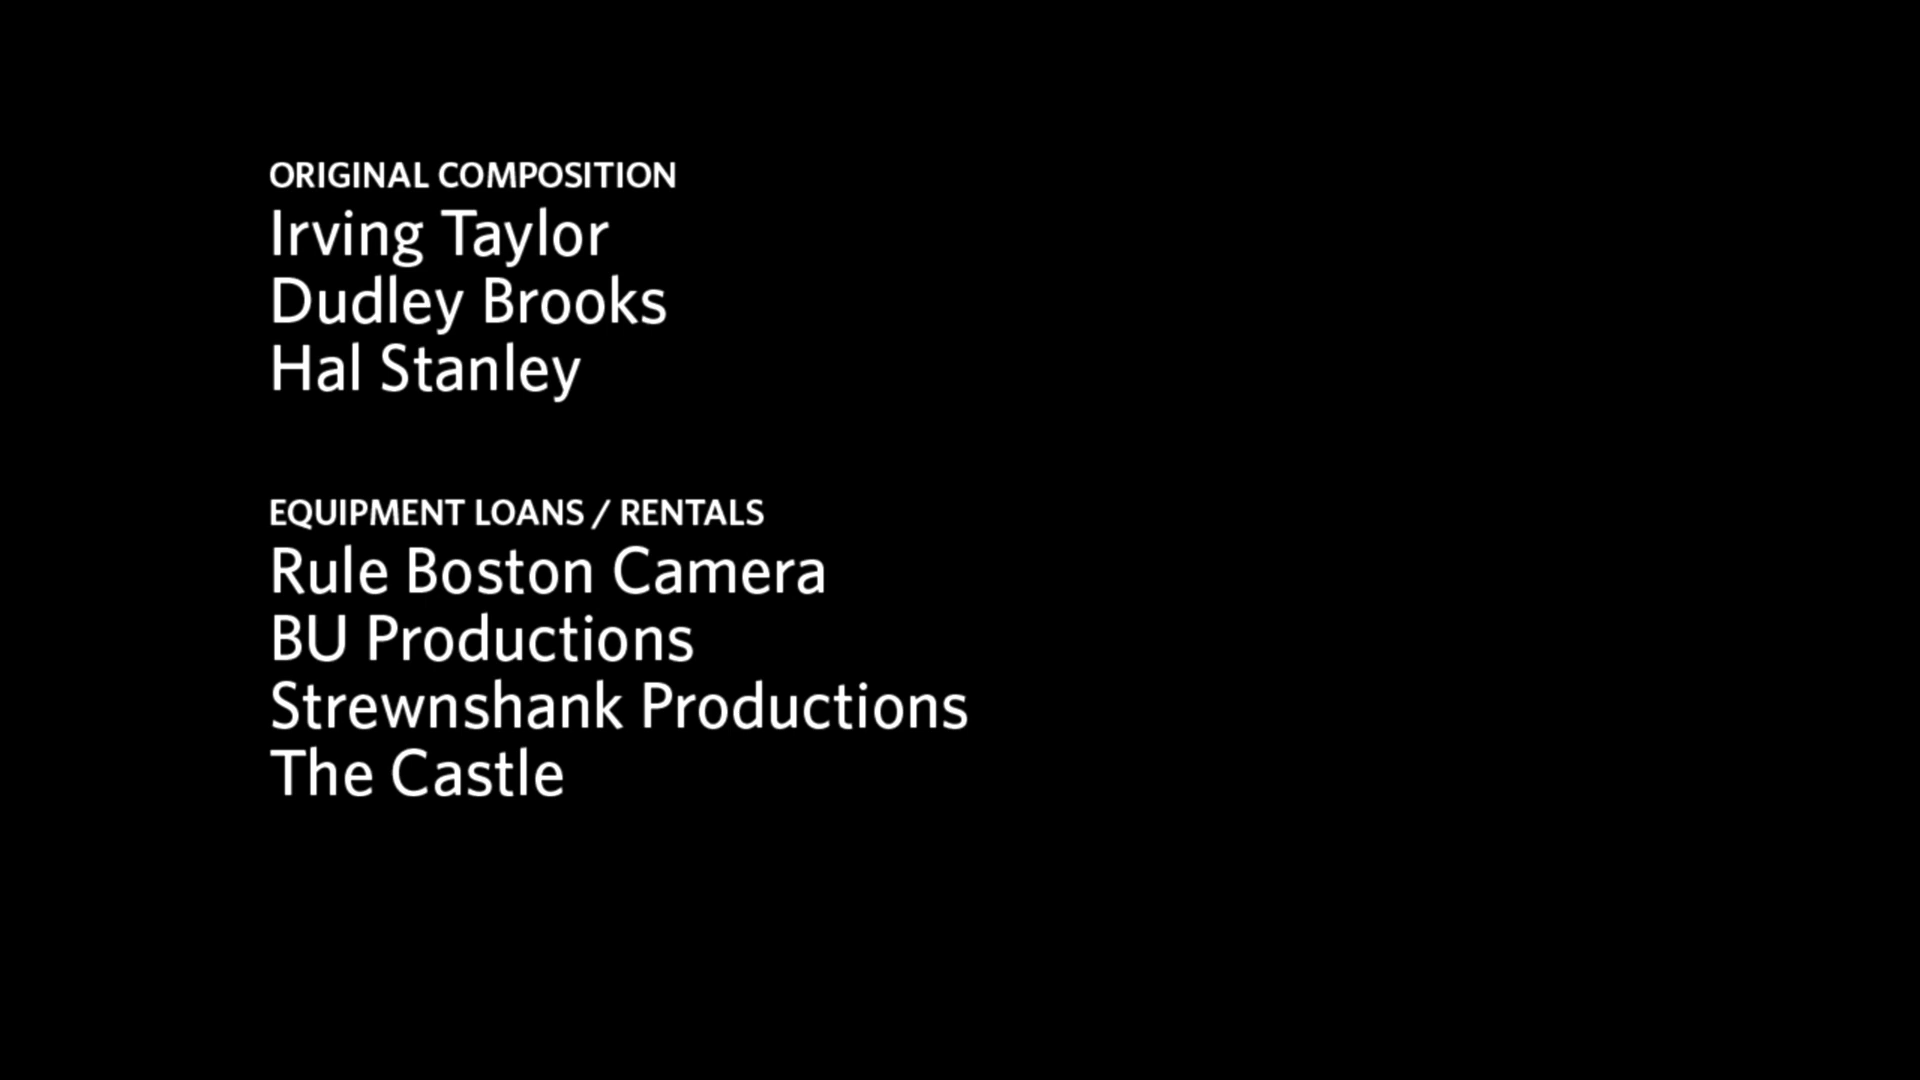 ORIGINAL COMPOSITION
Irving Taylor
Dudley Brooks
Hal Stanley
EQUIPMENT LOANS / RENTALS
Rule Boston Camera
BU Productions
Strewnshank Productions
The Castle